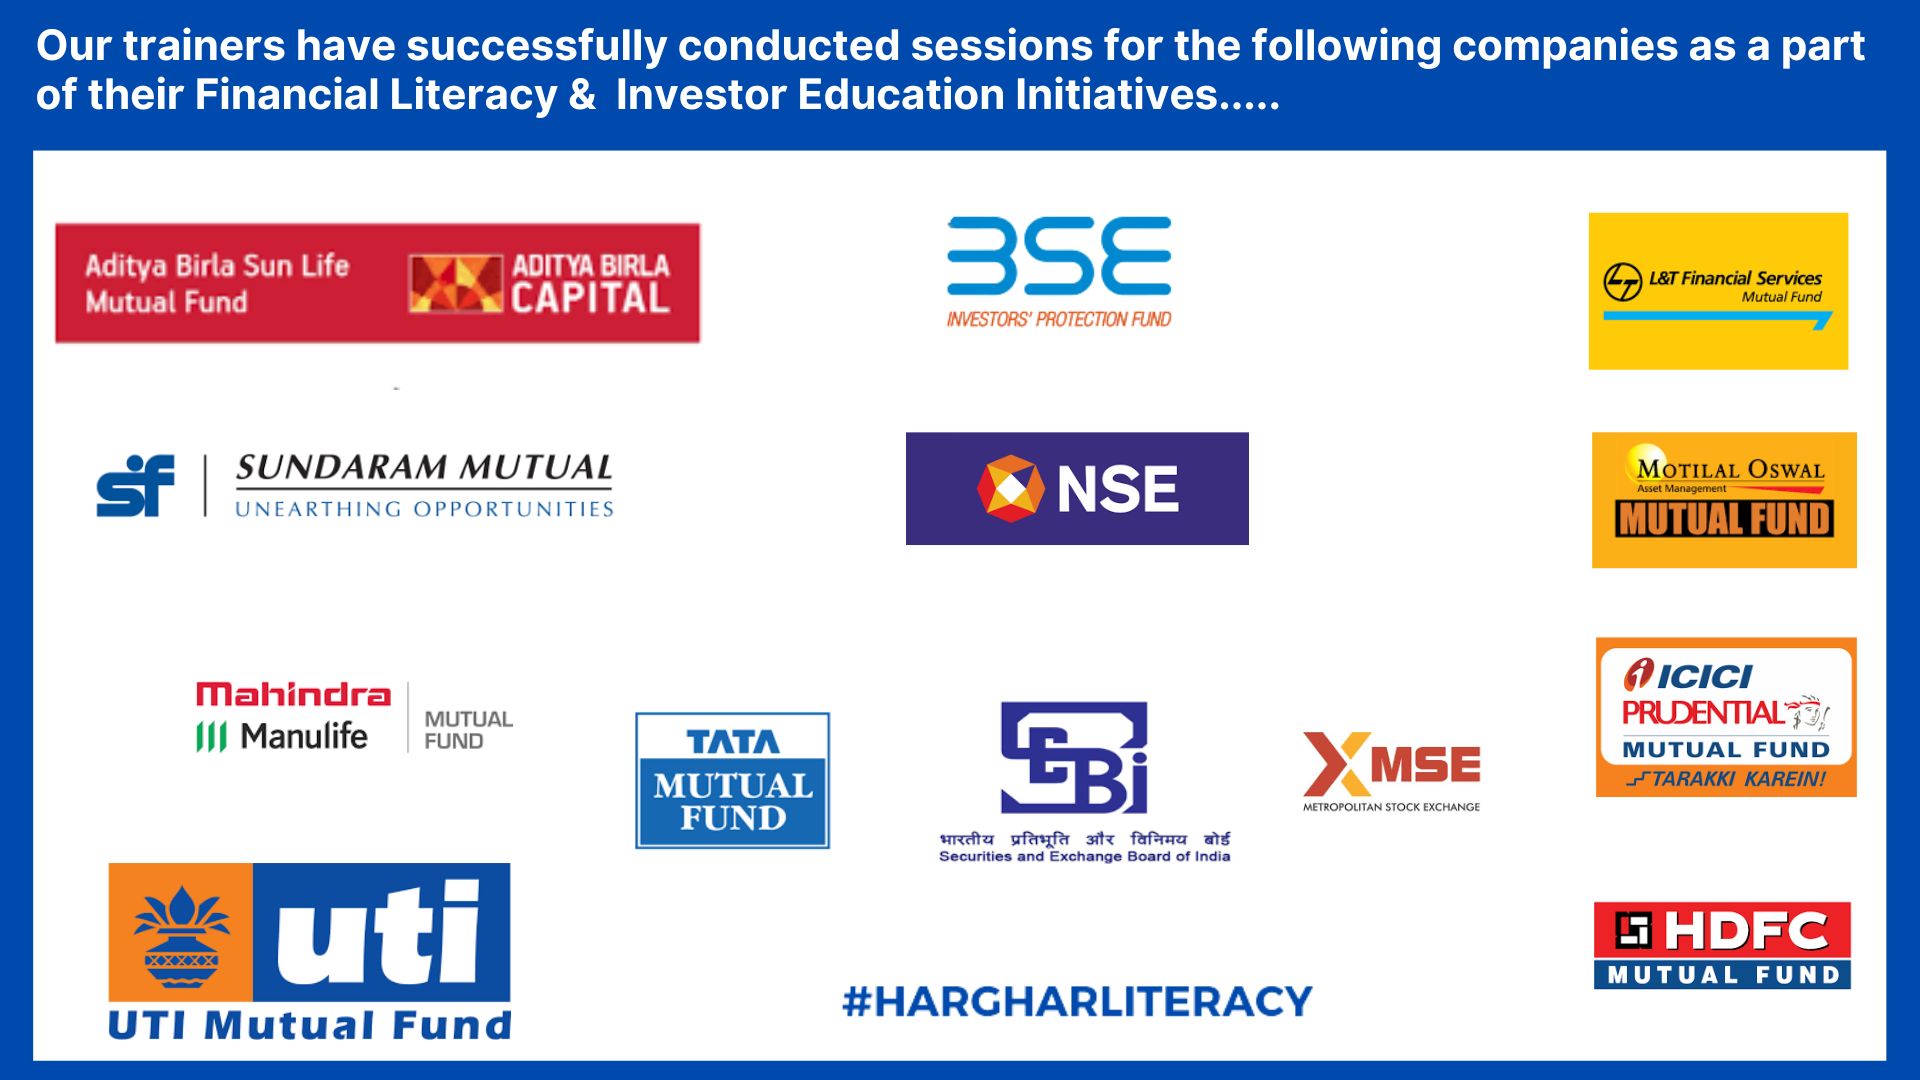 Our trainers have successfully conducted sessions for the following companies as a part
of their Financial Literacy & Investor Education Initiatives.....
Aditya Birla Sun Life
Mutual Fund
ADITYA BIRLA
CAPITAL
BSE
INVESTORS' PROTECTION FUND
L&T Financial Services
Mutual Fund
sf
SUNDARAM MUTUAL
UNEARTHING OPPORTUNITIES
NSE
MOTILAL OSWAL
Asset Management
MUTUAL FUND
Mahindra
Manulife
MUTUAL
FUND
TATA
MUTUAL
FUND
SEBi
भारतीय प्रतिभूति और विनिमय बोर्ड
Securities and Exchange Board of India
MSE
METROPOLITAN STOCK EXCHANGE
ICICI
PRUDENTIAL
MUTUAL FUND
TARAKKI KAREIN!
uti
UTI Mutual Fund
#HARGHARLITERACY
HDFC
MUTUAL FUND